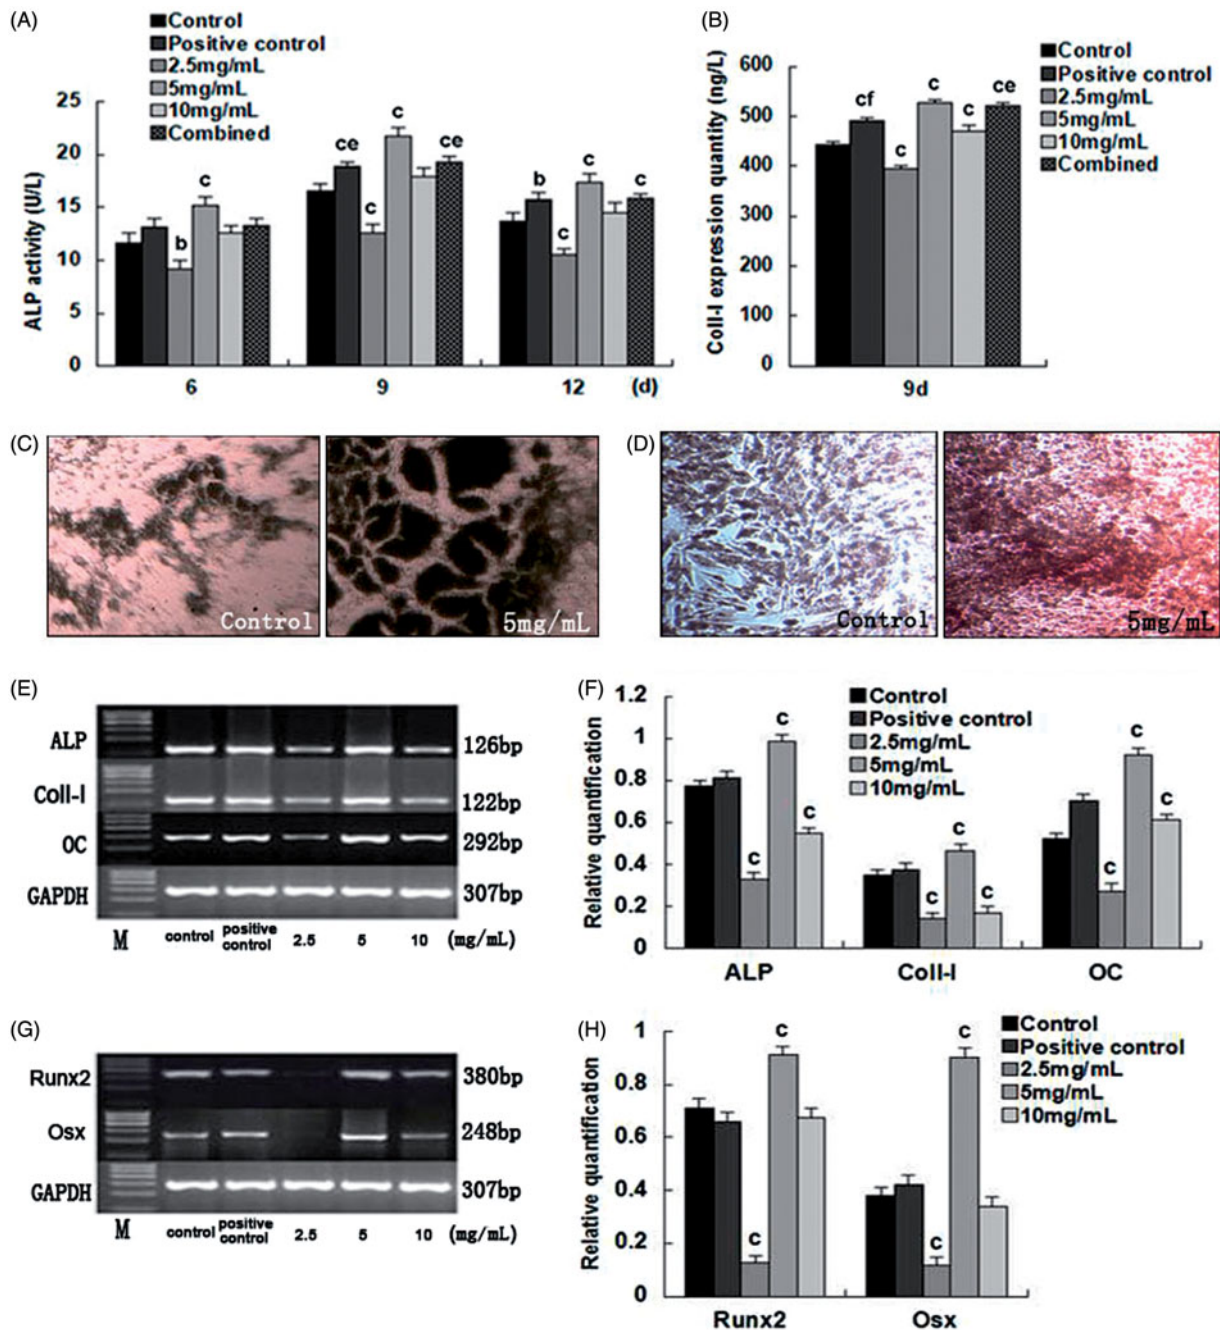 (A)
Control
Positive control
2.5mg/mL
5mg/mL
10mg/mL
Combined
ALP activity (U/L)
25
20
15
10
5
0
b
c
ce
c
c
ce
b
c
c
c
6
9
12
(d)
(B)
Control
Positive control
2.5mg/mL
5mg/mL
10mg/mL
Combined
Coll-I expression quantity (ng/L)
600
500
400
300
200
100
0
cf
c
c
c
ce
9d
(C)
Control
5mg/mL
(D)
Control
5mg/mL
(E)
ALP
126bp
Coll-I
122bp
OC
292bp
GAPDH
307bp
M
control
positive
control
2.5
5
10
(mg/mL)
(F)
Control
Positive control
2.5mg/mL
5mg/mL
10mg/mL
Relative quantification
1.2
1
0.8
0.6
0.4
0.2
0
c
c
c
c
c
c
c
c
c
ALP
Coll-I
OC
(G)
Runx2
380bp
Osx
248bp
GAPDH
307bp
M
control
positive
control
2.5
5
10
(mg/mL)
(H)
Control
Positive control
2.5mg/mL
5mg/mL
10mg/mL
Relative quantification
1
0.8
0.6
0.4
0.2
0
c
c
c
c
Runx2
Osx